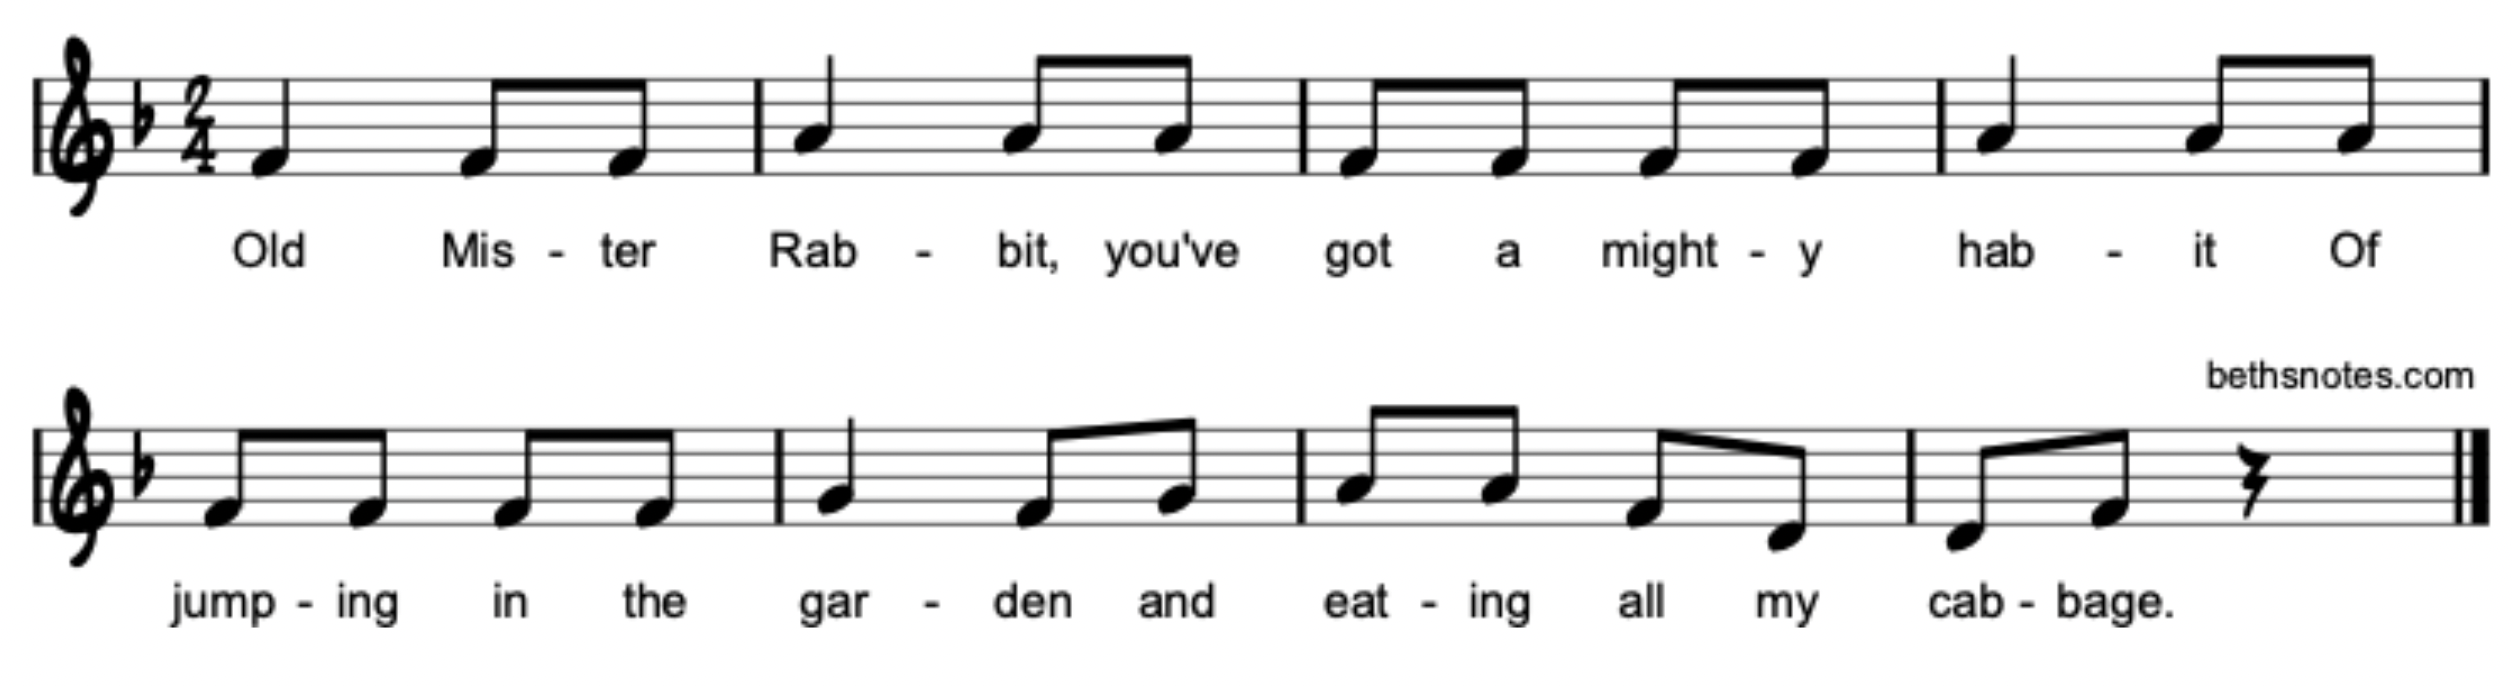 2
4
Old Mis - ter Rab - bit, you've got a might - y hab - it Of
bethsnotes.com
jump - ing in the gar - den and eat - ing all my cab - bage.